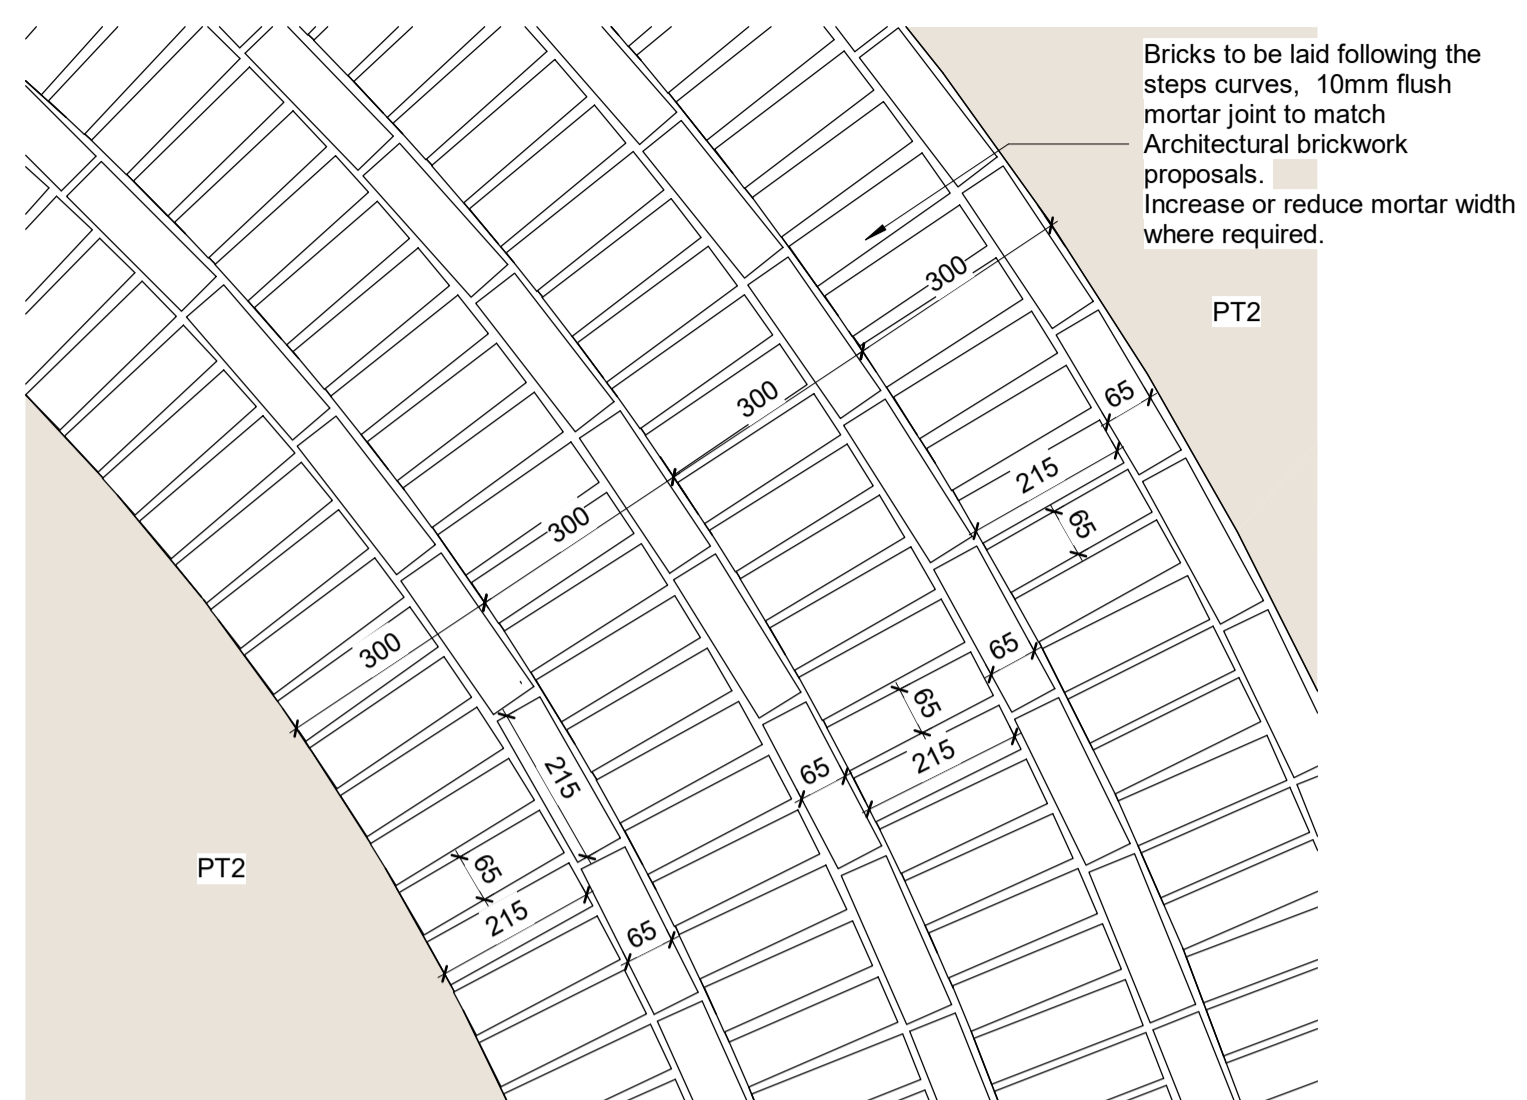 Bricks to be laid following the
steps curves,  10mm flush
mortar joint to match
Architectural brickwork
proposals.
Increase or reduce mortar width
where required.
300
PT2
300
65
215
65
300
65
300
65
215
215
65
PT2
65
215
65